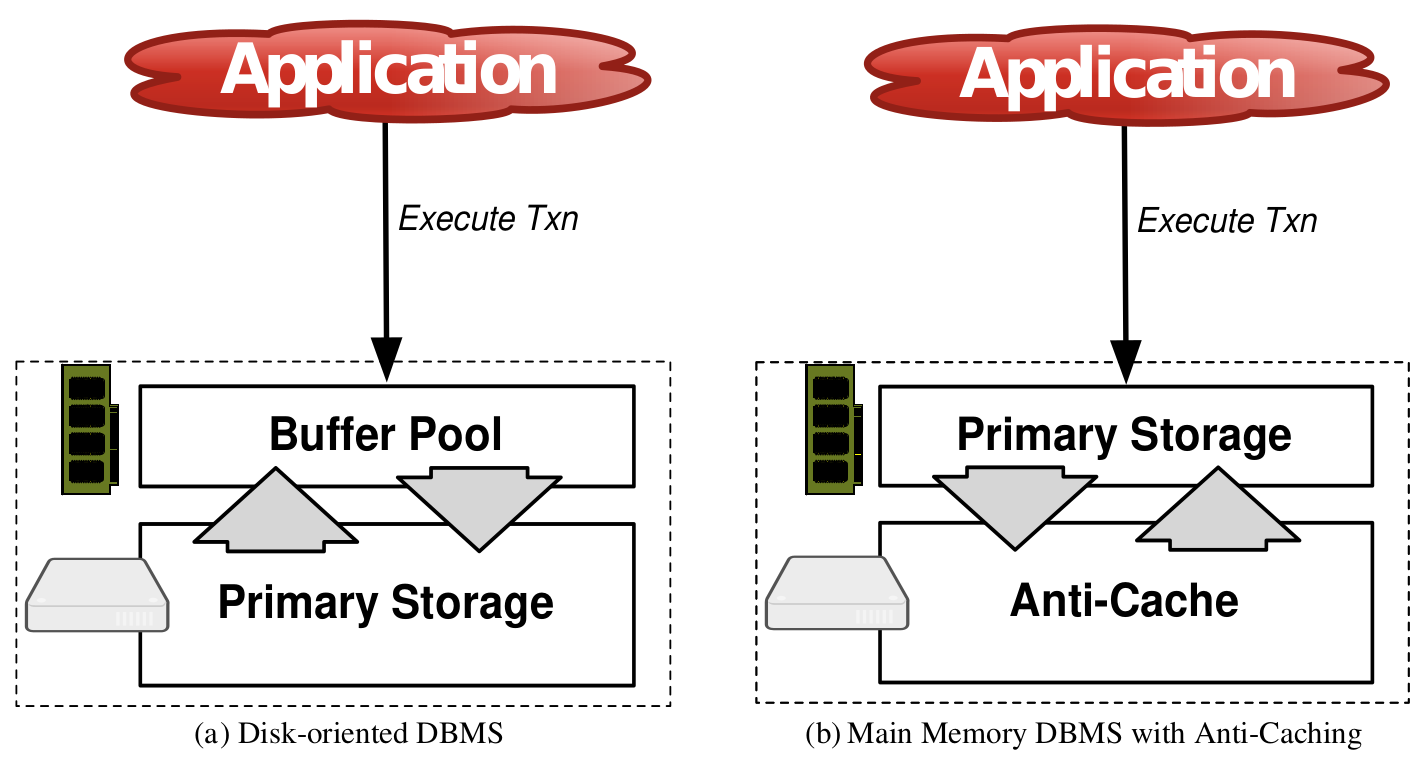 Application
Execute Txn
Buffer Pool
Primary Storage
(a) Disk-oriented DBMS
Application
Execute Txn
Primary Storage
Anti-Cache
(b) Main Memory DBMS with Anti-Caching